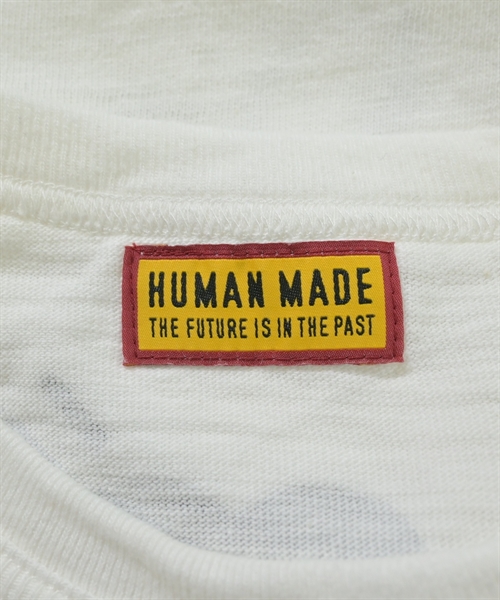 HUMAN MADE
THE FUTURE IS IN THE PAST